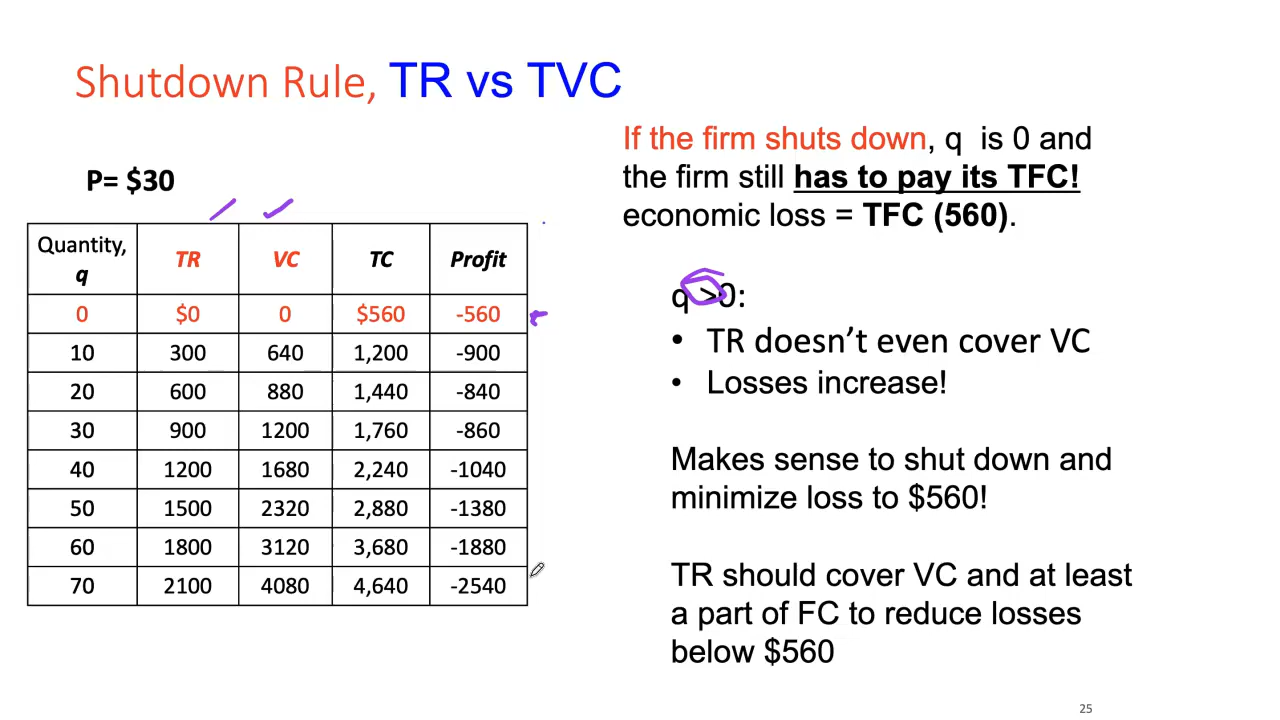 Shutdown Rule, TR vs TVC
If the firm shuts down, q is 0 and
the firm still has to pay its TFC!
economic loss = TFC (560).
P= $30
Quantity, q TR VC TC Profit
0 $0 0 $560 -560
10 300 640 1,200 -900
20 600 880 1,440 -840
30 900 1200 1,760 -860
40 1200 1680 2,240 -1040
50 1500 2320 2,880 -1380
60 1800 3120 3,680 -1880
70 2100 4080 4,640 -2540
q >0:
• TR doesn’t even cover VC
• Losses increase!
Makes sense to shut down and
minimize loss to $560!
TR should cover VC and at least
a part of FC to reduce losses
below $560
25